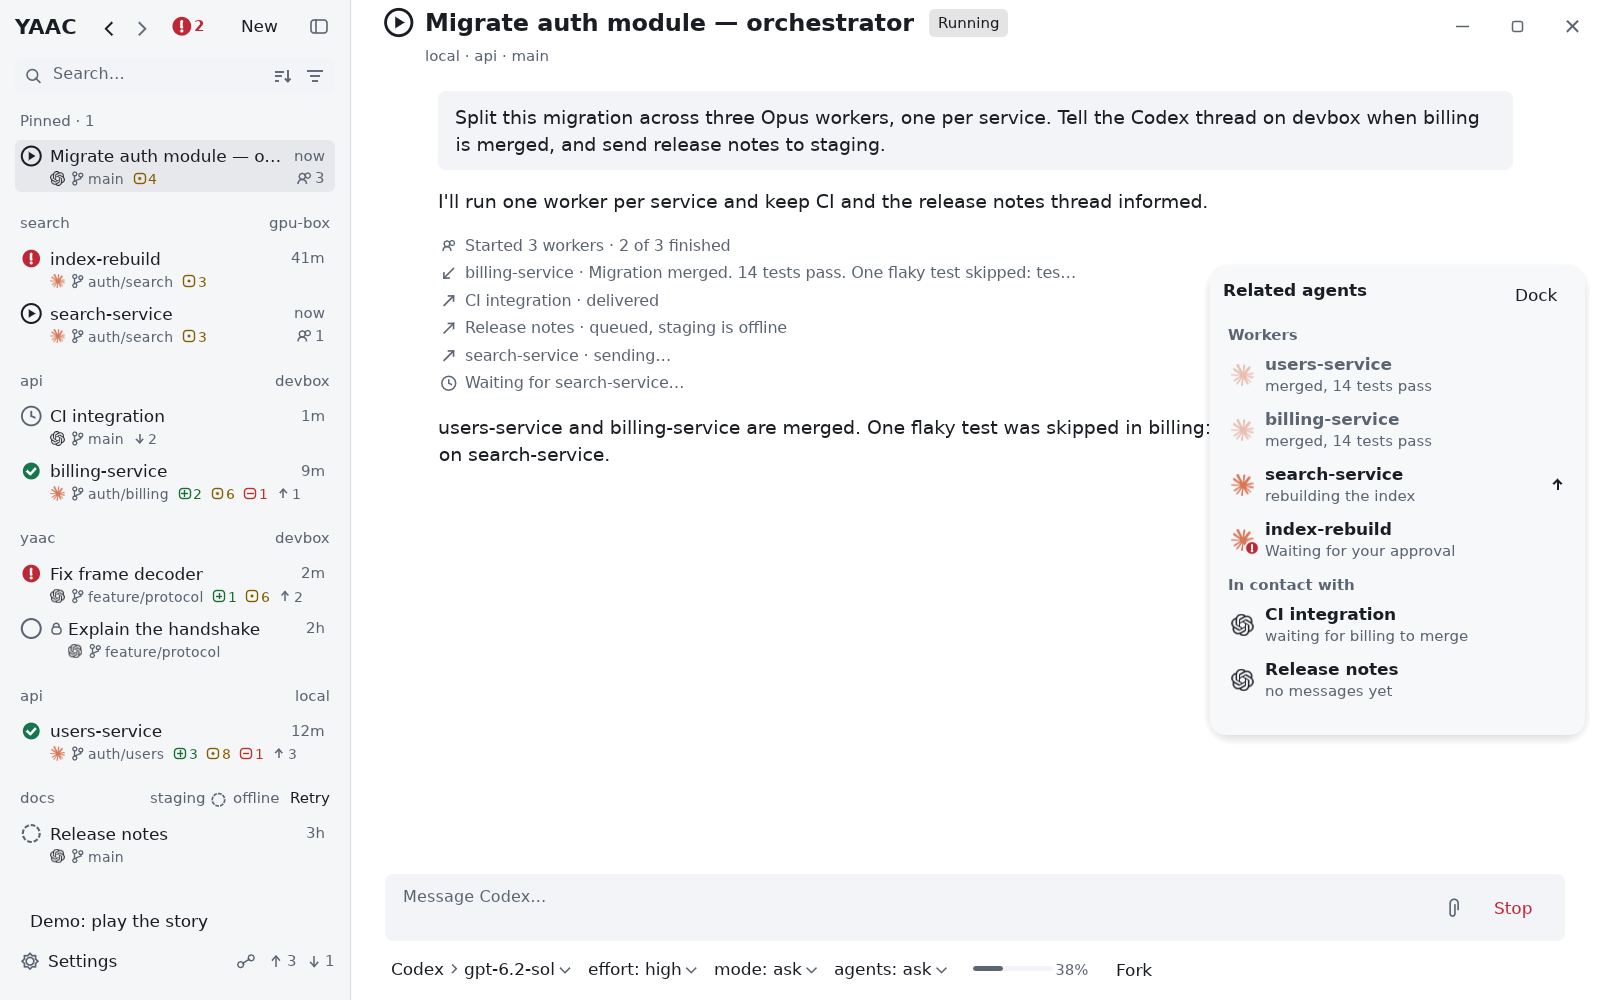 YAAC
2
New
Search…
Pinned · 1
Migrate auth module — o… now
main 4 3
search gpu-box
index-rebuild 41m
auth/search 3
search-service now
auth/search 3 1
api devbox
CI integration 1m
main 2
billing-service 9m
auth/billing 2 6 1 1
yaac devbox
Fix frame decoder 2m
feature/protocol 1 6 2
Explain the handshake 2h
feature/protocol
api local
users-service 12m
auth/users 3 8 1 3
docs staging offline Retry
Release notes 3h
main
Demo: play the story
Settings 3 1
Migrate auth module — orchestrator Running
local · api · main
Split this migration across three Opus workers, one per service. Tell the Codex thread on devbox when billing
is merged, and send release notes to staging.
I'll run one worker per service and keep CI and the release notes thread informed.
Started 3 workers · 2 of 3 finished
billing-service · Migration merged. 14 tests pass. One flaky test skipped: tes…
CI integration · delivered
Release notes · queued, staging is offline
search-service · sending…
Waiting for search-service…
users-service and billing-service are merged. One flaky test was skipped in billing:
on search-service.
Related agents Dock
Workers
users-service
merged, 14 tests pass
billing-service
merged, 14 tests pass
search-service
rebuilding the index
index-rebuild
Waiting for your approval
In contact with
CI integration
waiting for billing to merge
Release notes
no messages yet
Message Codex…
Stop
Codex gpt-6.2-sol effort: high mode: ask agents: ask 38% Fork